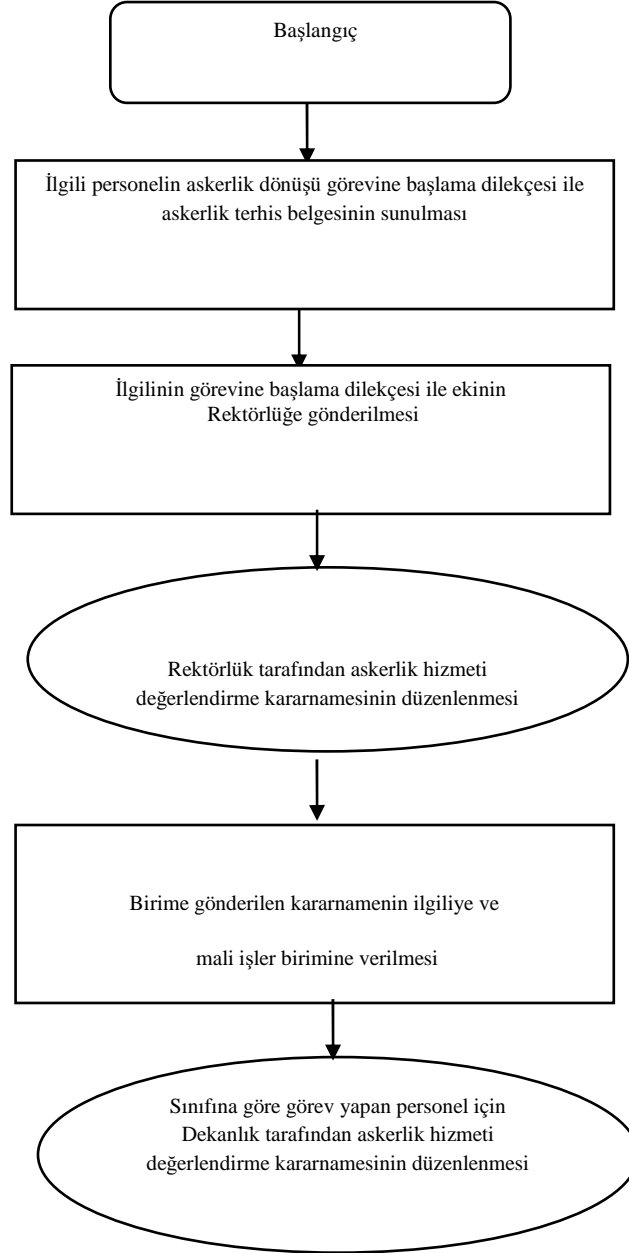 Başlangıç
İlgili personelin askerlik dönüşü görevine başlama dilekçesi ile
askerlik terhis belgesinin sunulması
İlgilinin görevine başlama dilekçesi ile ekinin
Rektörlüğe gönderilmesi
Rektörlük tarafından askerlik hizmeti
değerlendirme kararnamesinin düzenlenmesi
Birime gönderilen kararnamenin ilgiliye ve
mali işler birimine verilmesi
Sınıfına göre görev yapan personel için
Dekanlık tarafından askerlik hizmeti
değerlendirme kararnamesinin düzenlenmesi